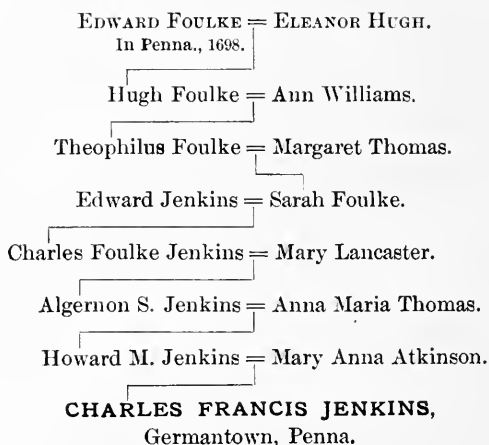 EDWARD FOULKE = ELEANOR HUGH.
In Penna., 1698.
Hugh Foulke = Ann Williams.
Theophilus Foulke = Margaret Thomas.
Edward Jenkins = Sarah Foulke.
Charles Foulke Jenkins = Mary Lancaster.
Algernon S. Jenkins = Anna Maria Thomas.
Howard M. Jenkins = Mary Anna Atkinson.
CHARLES FRANCIS JENKINS,
Germantown, Penna.